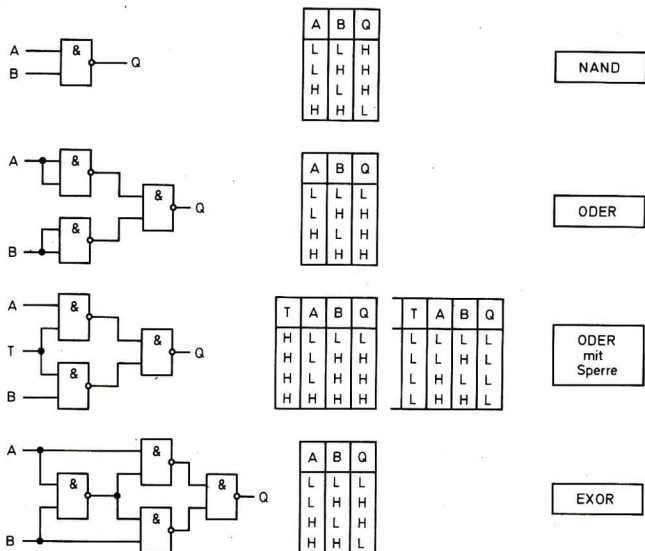 A
B
&
Q
A B Q
L L H
L H H
H L H
H H L
NAND
A
B
&
&
&
Q
A B Q
L L L
L H H
H L H
H H H
ODER
A
T
B
&
&
&
Q
T A B Q
H L L L
H L H H
H H L H
H H H H
T A B Q
L L L L
L L H L
L H L L
L H H L
ODER
mit
Sperre
A
B
&
&
&
&
Q
A B Q
L L L
L H H
H L H
H H L
EXOR